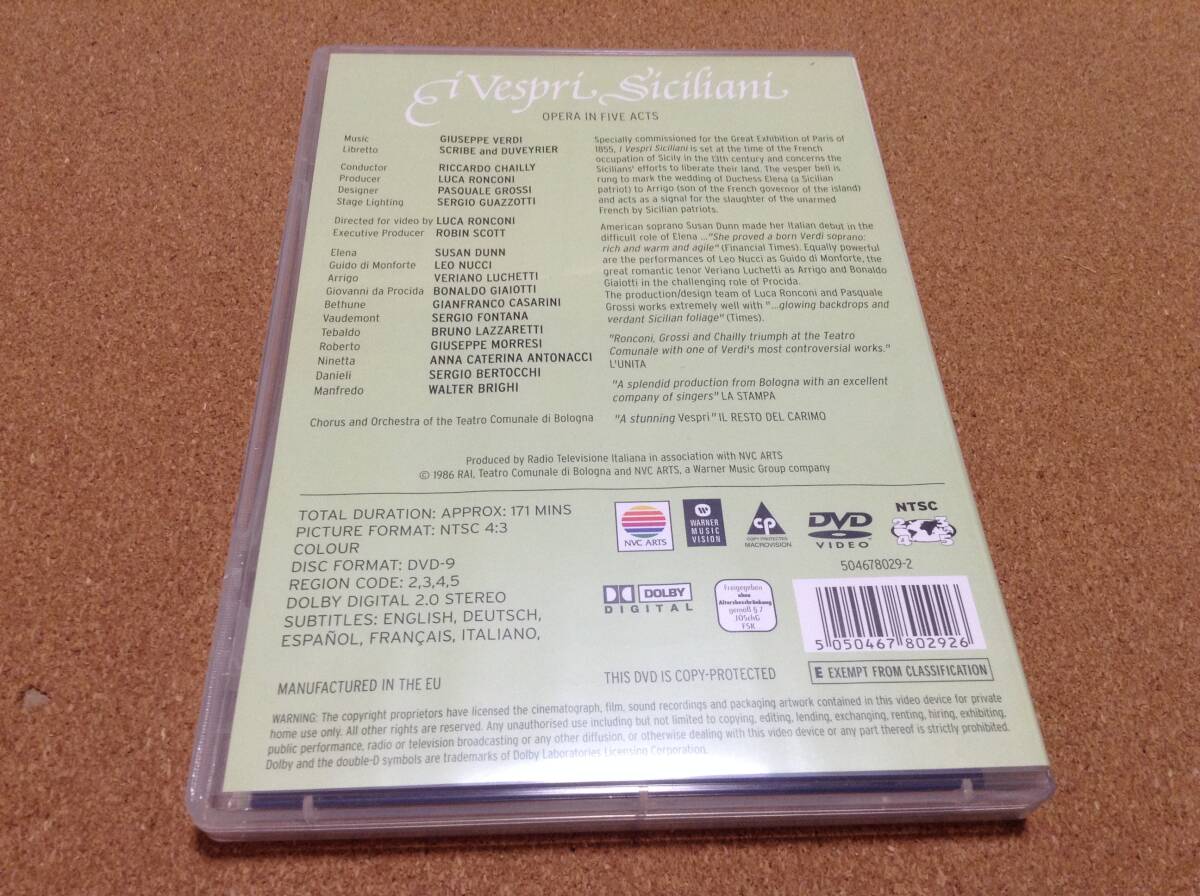 i Vespri Siciliani
OPERA IN FIVE ACTS
Music GIUSEPPE VERDI
Libretto SCRIBE and DUVEYRIER
Conductor RICCARDO CHAILLY
Producer LUCA RONCONI
Designer PASQUALE GROSSI
Stage Lighting SERGIO GUAZZOTTI
Directed for video by LUCA RONCONI
Executive Producer ROBIN SCOTT
Elena SUSAN DUNN
Guido di Monforte LEO NUCCI
Arrigo VERIANO LUCHETTI
Giovanni da Procida BONALDO GIAIOTTI
Bethune GIANFRANCO CASARINI
Vaudemont SERGIO FONTANA
Tebaldo BRUNO LAZZARETTI
Roberto GIUSEPPE MORRESI
Ninetta ANNA CATERINA ANTONACCI
Danieli SERGIO BERTOCCHI
Manfredo WALTER BRIGHI
Chorus and Orchestra of the Teatro Comunale di Bologna
Specially commissioned for the Great Exhibition of Paris of
1855, i Vespri Siciliani is set at the time of the French
occupation of Sicily in the 13th century and concerns the
Sicilians' efforts to liberate their land. The vesper bell is
rung to mark the wedding of Duchess Elena (a Sicilian
patriot) to Arrigo (son of the French governor of the island)
and acts as a signal for the slaughter of the unarmed
French by Sicilian patriots.
American soprano Susan Dunn made her Italian debut in the
difficult role of Elena ..."She proved a born Verdi soprano:
rich and warm and agile" (Financial Times). Equally powerful
are the performances of Leo Nucci as Guido di Monforte, the
great romantic tenor Veriano Luchetti as Arrigo and Bonaldo
Giaiotti in the challenging role of Procida.
The production/design team of Luca Ronconi and Pasquale
Grossi works extremely well with "...glowing backdrops and
verdant Sicilian foliage" (Times).
"Ronconi, Grossi and Chailly triumph at the Teatro
Comunale with one of Verdi's most controversial works."
L'UNITA
"A splendid production from Bologna with an excellent
company of singers" LA STAMPA
"A stunning Vespri" IL RESTO DEL CARIMO
Produced by Radio Televisione Italiana in association with NVC ARTS
© 1986 RAI, Teatro Comunale di Bologna and NVC ARTS, a Warner Music Group company
TOTAL DURATION: APPROX: 171 MINS
PICTURE FORMAT: NTSC 4:3
COLOUR
DISC FORMAT: DVD-9
REGION CODE: 2,3,4,5
DOLBY DIGITAL 2.0 STEREO
SUBTITLES: ENGLISH, DEUTSCH,
ESPAÑOL, FRANÇAIS, ITALIANO,
NVC ARTS
WARNER
MUSIC
VISION
CP
COPY PROTECTED
MACROVISION
DVD
VIDEO
NTSC
2 3
4 5
504678029-2
DOLBY
DIGITAL
Freigegeben
ohne
Altersbeschränkung
gemäß § 7
JÖSchG
FSK
5 050467 802926
E EXEMPT FROM CLASSIFICATION
MANUFACTURED IN THE EU
THIS DVD IS COPY-PROTECTED
WARNING: The copyright proprietors have licensed the cinematograph, film, sound recordings and packaging artwork contained in this video device for private
home use only. All other rights are reserved. Any unauthorised use including but not limited to copying, editing, lending, exchanging, renting, hiring, exhibiting,
public performance, radio or television broadcasting or any other diffusion, or otherwise dealing with this video device or any part thereof is strictly prohibited.
Dolby and the double-D symbols are trademarks of Dolby Laboratories Licensing Corporation.